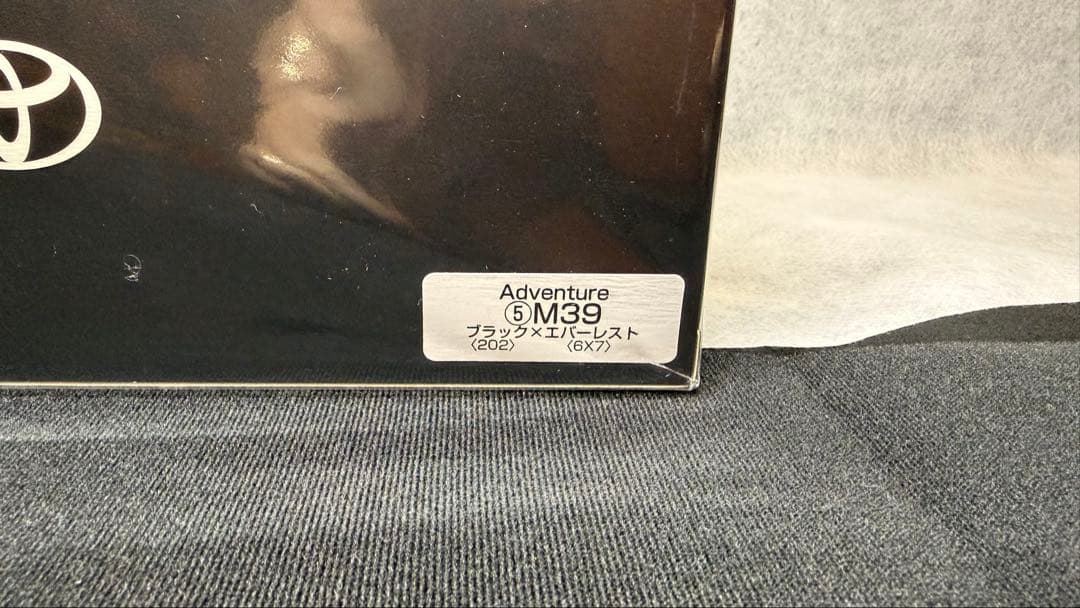 Adventure
⑤M39
ブラック×エバーレスト
〈202〉 〈6X7〉